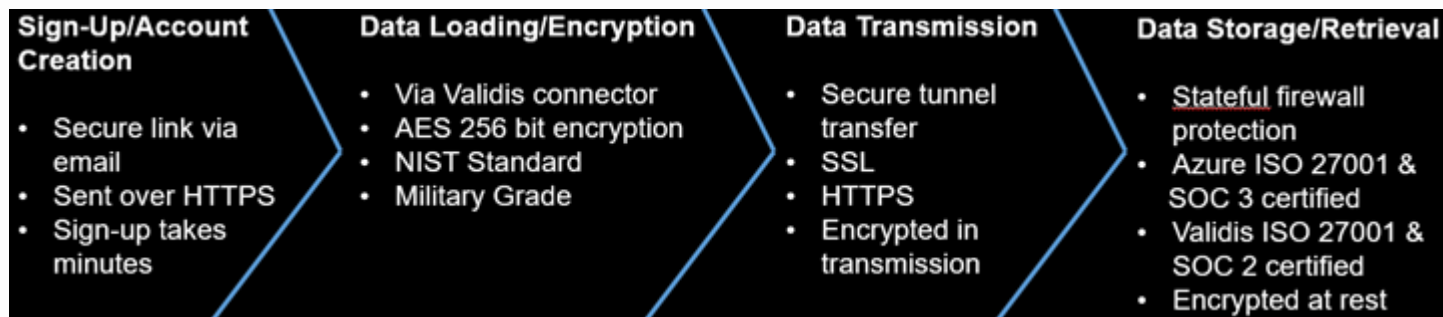 Sign-Up/Account
Creation
• Secure link via
email
• Sent over HTTPS
• Sign-up takes
minutes
Data Loading/Encryption
• Via Validis connector
• AES 256 bit encryption
• NIST Standard
• Military Grade
Data Transmission
• Secure tunnel
transfer
• SSL
• HTTPS
• Encrypted in
transmission
Data Storage/Retrieval
• Stateful firewall
protection
• Azure ISO 27001 &
SOC 3 certified
• Validis ISO 27001 &
SOC 2 certified
• Encrypted at rest